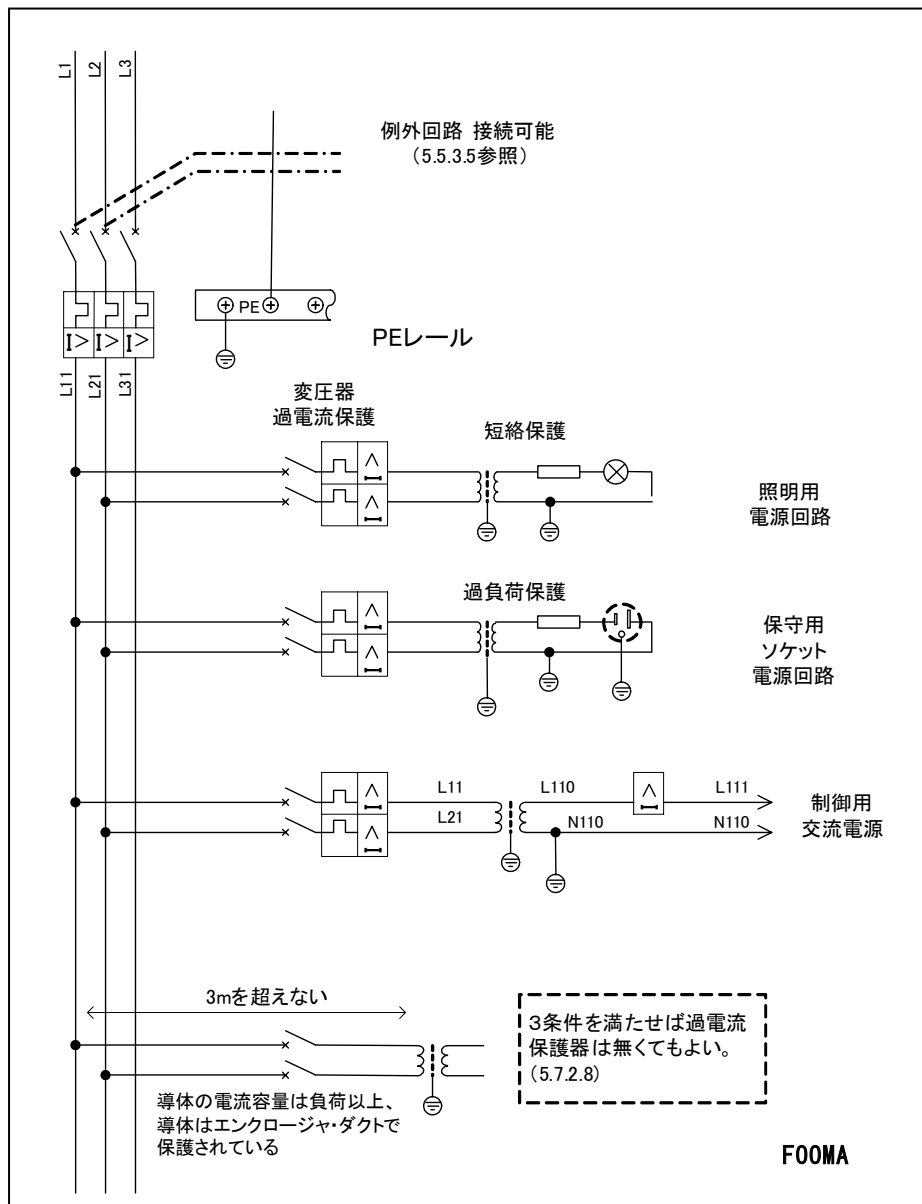 L1
L2
L3
例外回路 接続可能
（5.5.3.5参照）
PE
I>
I>
I>
PEレール
L11
L21
L31
変圧器
過電流保護
I>
I>
短絡保護
照明用
電源回路
過負荷保護
I>
I>
保守用
ソケット
電源回路
I>
I>
L11
L21
L110
I>
L111
N110
N110
制御用
交流電源
3mを超えない
3条件を満たせば過電流
保護器は無くてもよい。
(5.7.2.8)
導体の電流容量は負荷以上、
導体はエンクロージャ・ダクトで
保護されている
FOOMA